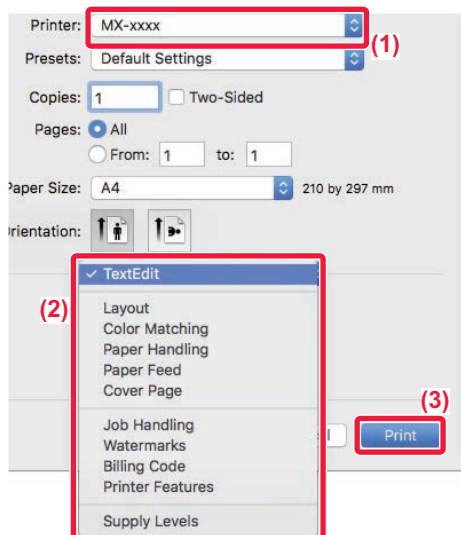 Printer: MX-xxxx
(1)
Presets: Default Settings
Copies: 1 Two-Sided
Pages: All
From: 1 to: 1
Paper Size: A4 210 by 297 mm
rientation:
✓ TextEdit
(2)
Layout
Color Matching
Paper Handling
Paper Feed
Cover Page
(3)
Job Handling
Watermarks
Billing Code
Printer Features
Print
Supply Levels